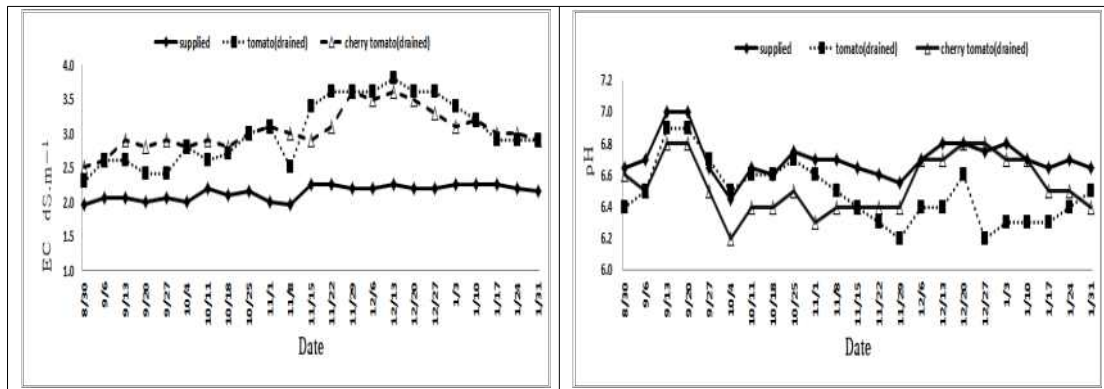 supplied tomato(drained) cherry tomato(drained)
4.0
3.5
3.0
2.5
2.0
1.5
1.0
EC dS.m−1
8/30 9/6 9/13 9/20 9/27 10/4 10/11 10/18 10/25 11/1 11/8 11/15 11/22 11/29 12/6 12/13 12/20 12/27 1/3 1/10 1/17 1/24 1/31
Date
supplied tomato(drained) cherry tomato(drained)
7.2
7.0
6.8
6.6
6.4
6.2
6.0
pH
8/30 9/6 9/13 9/20 9/27 10/4 10/11 10/18 10/25 11/1 11/8 11/15 11/22 11/29 12/6 12/13 12/20 12/27 1/3 1/10 1/17 1/24 1/31
Date